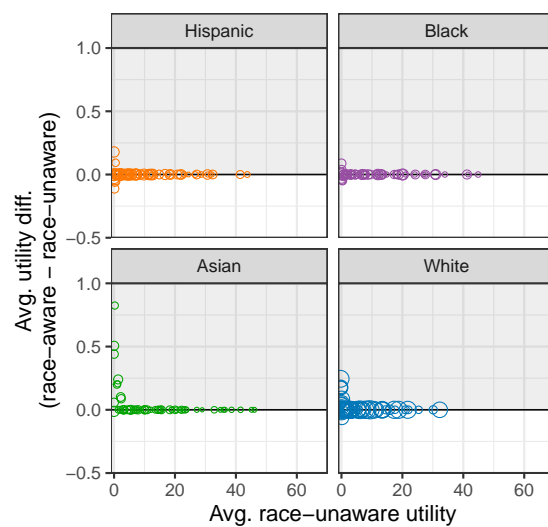 Hispanic
Black
1.0
0.5
0.0
−0.5
Asian
White
1.0
0.5
0.0
−0.5
0
20
40
60
0
20
40
60
Avg. race−unaware utility
Avg. utility diff.
(race−aware − race−unaware)